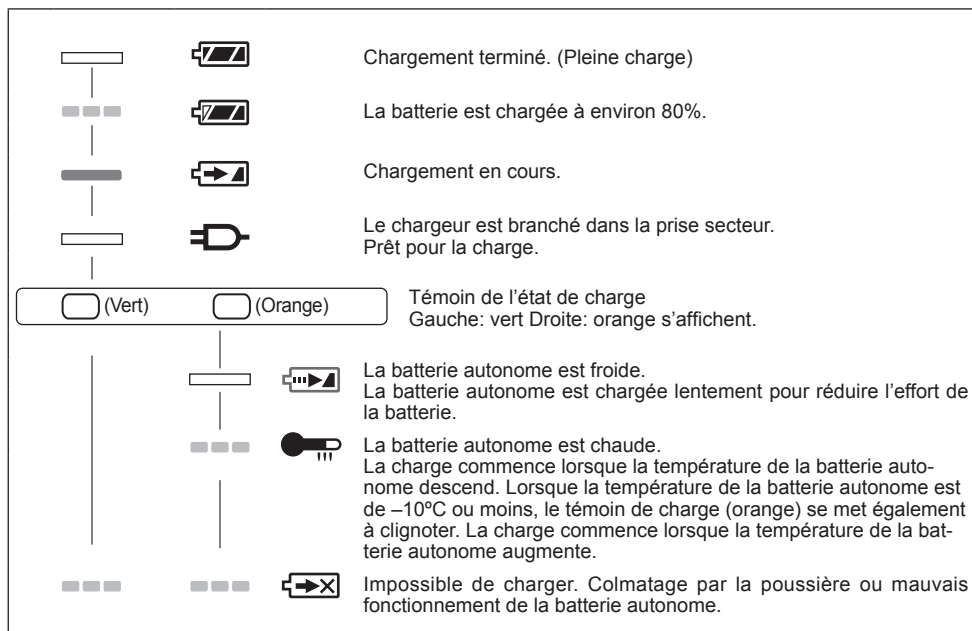 Chargement terminé. (Pleine charge)
La batterie est chargée à environ 80%.
Chargement en cours.
Le chargeur est branché dans la prise secteur.
Prêt pour la charge.
(Vert) (Orange) Témoin de l’état de charge
Gauche: vert Droite: orange s’affichent.
La batterie autonome est froide.
La batterie autonome est chargée lentement pour réduire l’effort de
la batterie.
La batterie autonome est chaude.
La charge commence lorsque la température de la batterie auto-
nome descend. Lorsque la température de la batterie autonome est
de –10ºC ou moins, le témoin de charge (orange) se met également
à clignoter. La charge commence lorsque la température de la bat-
terie autonome augmente.
Impossible de charger. Colmatage par la poussière ou mauvais
fonctionnement de la batterie autonome.